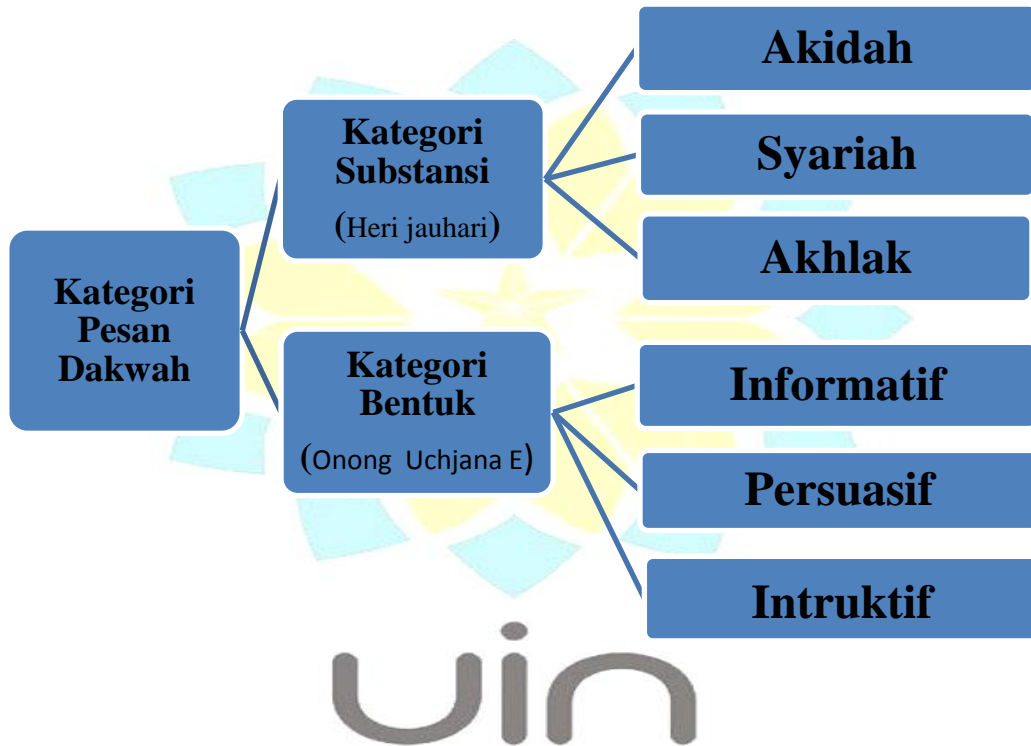 Kategori
Pesan
Dakwah
Kategori
Substansi
(Heri jauhari)
Akidah
Syariah
Akhlak
Kategori
Bentuk
(Onong Uchjana E)
Informatif
Persuasif
Intruktif
uin